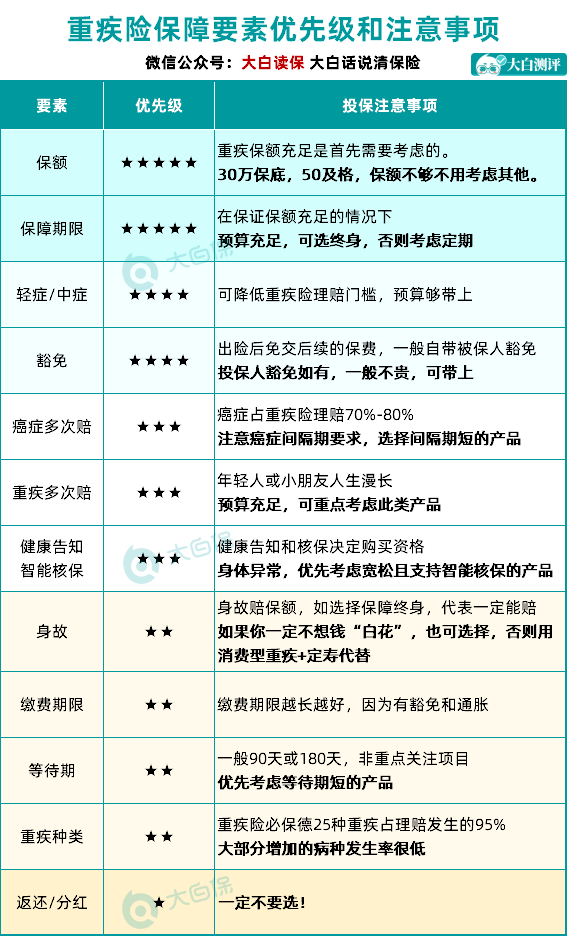 重疾险保障要素优先级和注意事项
微信公众号：大白读保 大白话说清保险
大白测评
要素 优先级 投保注意事项
保额 ★★★★★ 重疾保额充足是首先需要考虑的。
30万保底，50及格，保额不够不用考虑其他。
保障期限 ★★★★★ 在保证保额充足的情况下
预算充足，可选终身，否则考虑定期
大白保
轻症/中症 ★★★★ 可降低重疾险理赔门槛，预算够带上
豁免 ★★★★ 出险后免交后续的保费，一般自带被保人豁免
投保人豁免如有，一般不贵，可带上
癌症多次赔 ★★★ 癌症占重疾险理赔70%-80%
注意癌症间隔期要求，选择间隔期短的产品
重疾多次赔 ★★★ 年轻人或小朋友人生漫长
预算充足，可重点考虑此类产品
健康告知
智能核保 ★★★ 健康告知和核保决定购买资格
身体异常，优先考虑宽松且支持智能核保的产品
大白保
身故 ★★ 身故赔保额，如选择保障终身，代表一定能赔
如果你一定不想钱“白花”，也可选择，否则用
消费型重疾+定寿代替
缴费期限 ★★ 缴费期限越长越好，因为有豁免和通胀
等待期 ★★ 一般90天或180天，非重点关注项目
优先考虑等待期短的产品
重疾种类 ★★ 重疾险必保德25种重疾占理赔发生的95%
大部分增加的病种发生率很低
返还/分红 ★ 一定不要选！
大白保